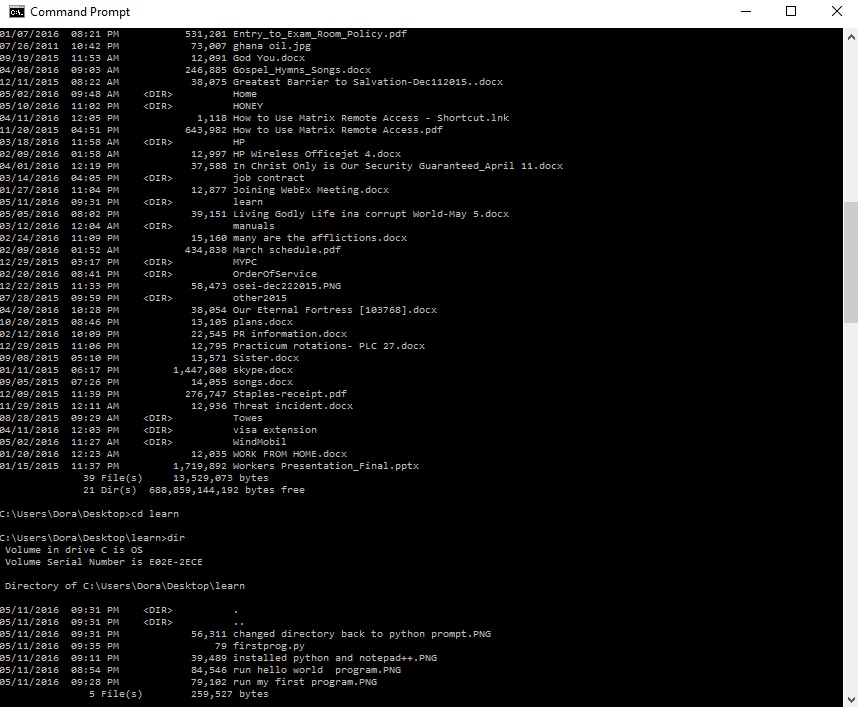 Command Prompt
01/07/2016  08:21 PM           531,201 Entry_to_Exam_Room_Policy.pdf
07/26/2011  10:42 PM            73,007 ghana oil.jpg
09/19/2015  11:53 AM            12,091 God You.docx
04/06/2016  09:03 AM           246,885 Gospel_Hymns_Songs.docx
12/11/2015  08:22 AM            38,075 Greatest Barrier to Salvation-Dec112015..docx
05/02/2016  09:48 AM    <DIR>          Home
05/10/2016  11:02 PM    <DIR>          HONEY
04/11/2016  12:05 PM             1,118 How to Use Matrix Remote Access - Shortcut.lnk
11/20/2015  04:51 PM           643,982 How to Use Matrix Remote Access.pdf
03/18/2016  11:58 AM    <DIR>          HP
02/09/2016  01:58 AM            12,997 HP Wireless Officejet 4.docx
04/01/2016  12:19 PM            37,588 In Christ Only is Our Security Guaranteed_April 11.docx
03/14/2016  04:05 PM    <DIR>          job contract
01/27/2016  11:04 PM            12,877 Joining WebEx Meeting.docx
05/11/2016  09:31 PM    <DIR>          learn
05/05/2016  08:02 PM            39,151 Living Godly Life ina corrupt World-May 5.docx
03/12/2016  12:04 AM    <DIR>          manuals
02/24/2016  11:09 PM            15,160 many are the afflictions.docx
02/09/2016  01:52 AM           434,838 March schedule.pdf
12/29/2015  03:17 PM    <DIR>          MYPC
02/20/2016  08:41 PM    <DIR>          OrderOfService
12/22/2015  11:33 PM            58,473 osei-dec222015.PNG
07/28/2015  09:59 PM    <DIR>          other2015
04/20/2016  10:28 PM            38,054 Our Eternal Fortress [103768].docx
10/20/2015  08:46 PM            13,105 plans.docx
02/12/2016  10:09 PM            22,545 PR information.docx
12/29/2015  11:06 PM            12,795 Practicum rotations- PLC 27.docx
09/08/2015  05:10 PM            13,571 Sister.docx
01/11/2015  06:17 PM         1,447,808 skype.docx
09/05/2015  07:26 PM            14,055 songs.docx
12/09/2015  11:39 PM           276,747 Staples-receipt.pdf
11/29/2015  12:11 AM            12,936 Threat incident.docx
08/28/2015  09:29 AM    <DIR>          Towes
04/11/2016  12:03 PM    <DIR>          visa extension
05/02/2016  11:27 AM    <DIR>          WindMobil
01/20/2016  12:23 AM            12,035 WORK FROM HOME.docx
01/15/2015  11:37 PM         1,719,892 Workers Presentation_Final.pptx
39 File(s)     13,529,073 bytes
21 Dir(s)  688,859,144,192 bytes free
C:\Users\Dora\Desktop>cd learn
C:\Users\Dora\Desktop\learn>dir
Volume in drive C is OS
Volume Serial Number is E02E-2ECE
Directory of C:\Users\Dora\Desktop\learn
05/11/2016  09:31 PM    <DIR>          .
05/11/2016  09:31 PM    <DIR>          ..
05/11/2016  09:31 PM            56,311 changed directory back to python prompt.PNG
05/11/2016  09:35 PM                79 firstprog.py
05/11/2016  09:11 PM            39,489 installed python and notepad++.PNG
05/11/2016  08:54 PM            84,546 run hello world  program.PNG
05/11/2016  09:28 PM            79,102 run my first program.PNG
5 File(s)        259,527 bytes